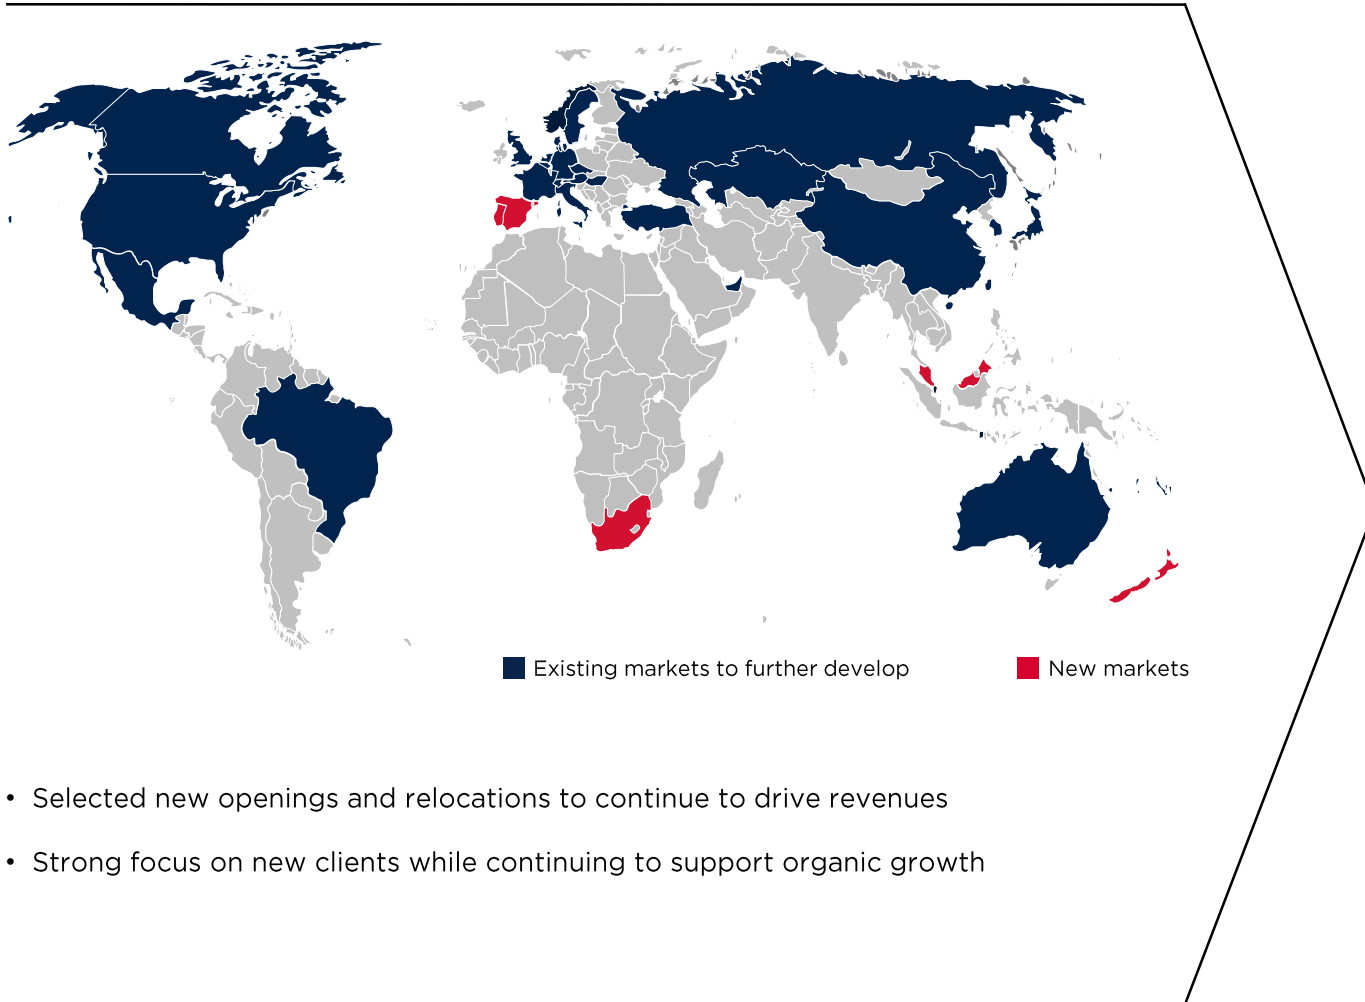 Existing markets to further develop
New markets
• Selected new openings and relocations to continue to drive revenues
• Strong focus on new clients while continuing to support organic growth